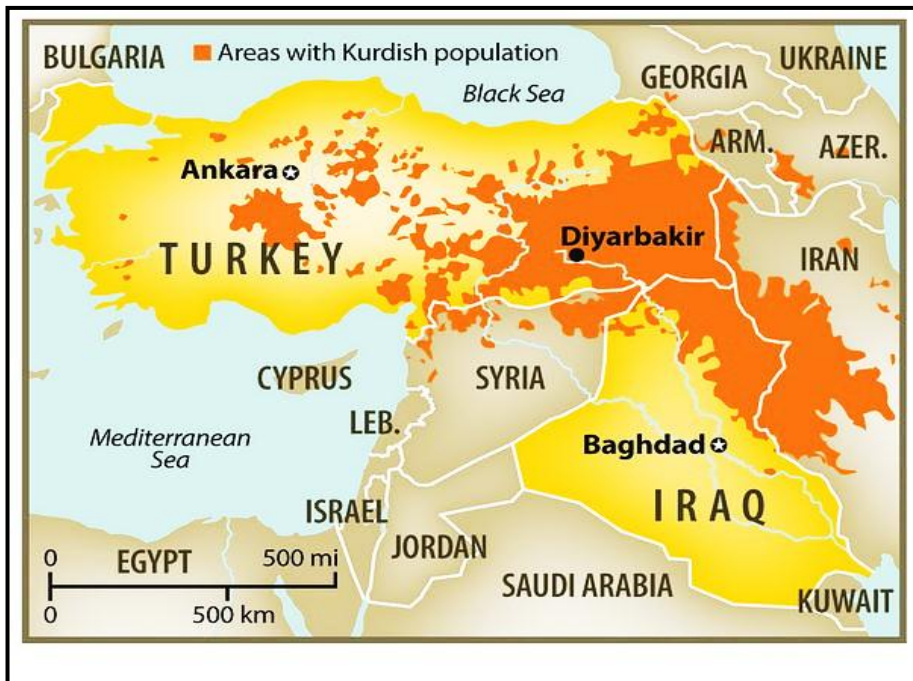 BULGARIA
Areas with Kurdish population
UKRAINE
GEORGIA
Black Sea
ARM.
AZER.
Ankara
Diyarbakir
TURKEY
IRAN
CYPRUS
SYRIA
LEB.
Mediterranean
Sea
Baghdad
ISRAEL
IRAQ
JORDAN
EGYPT
SAUDI ARABIA
KUWAIT
0
500 mi
0
500 km